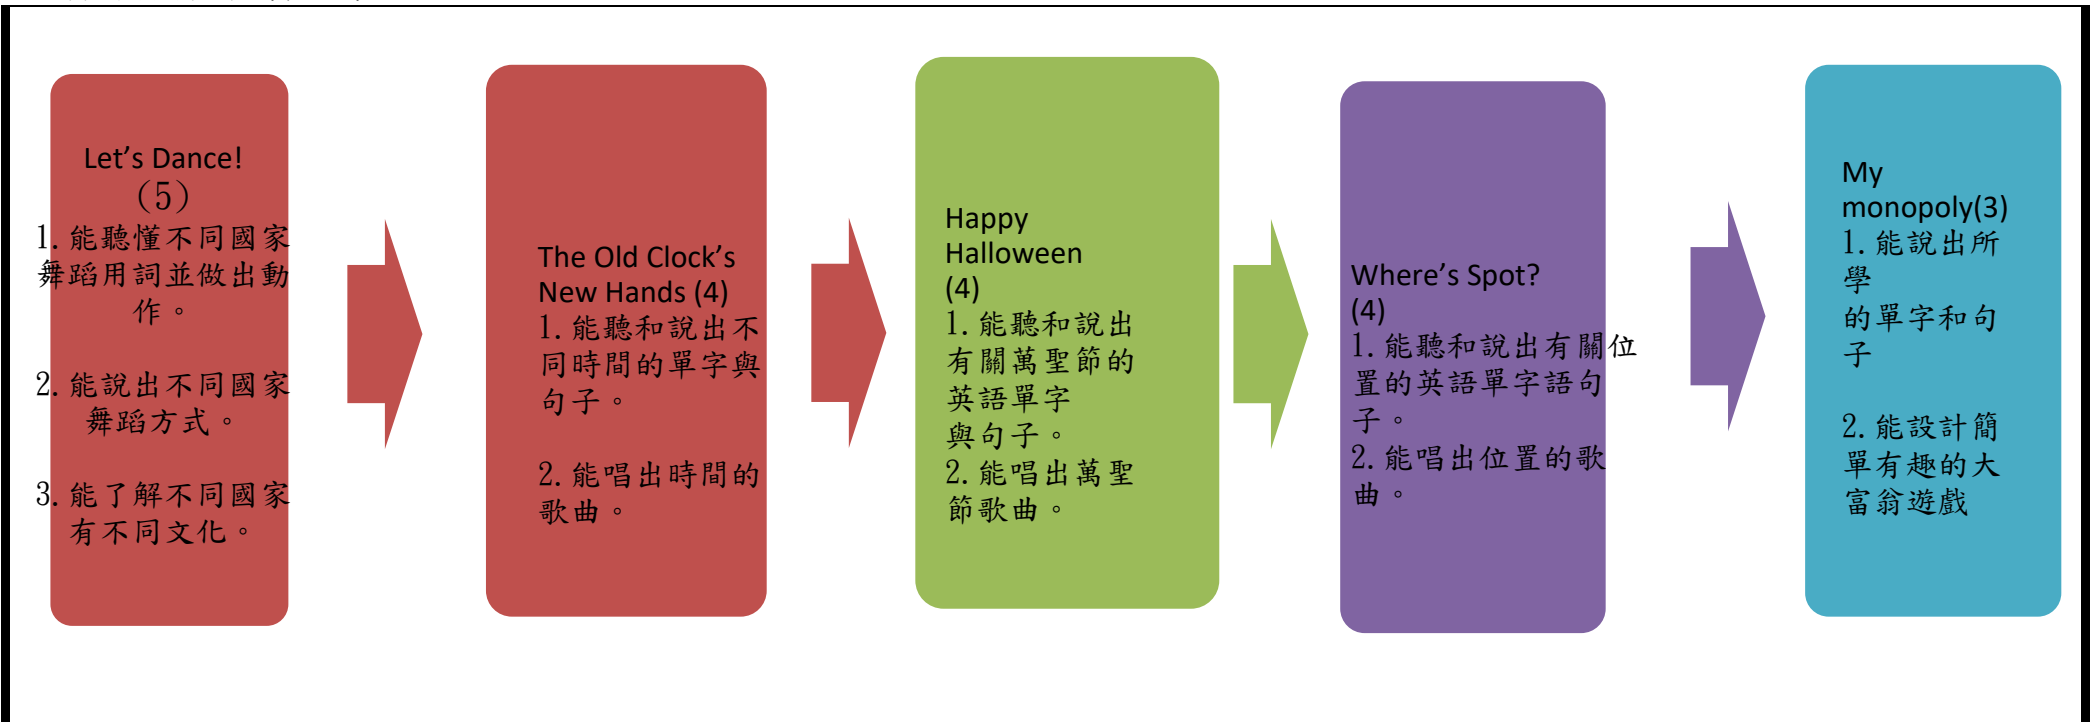 Let’s Dance!
(5)
1.能聽懂不同國家
舞蹈用詞並做出動
作。
2.能說出不同國家
舞蹈方式。
3.能了解不同國家
有不同文化。
The Old Clock’s
New Hands (4)
1.能聽和說出不
同時間的單字與
句子。
2.能唱出時間的
歌曲。
Happy
Halloween
(4)
1.能聽和說出
有關萬聖節的
英語單字
與句子。
2.能唱出萬聖
節歌曲。
Where’s Spot?
(4)
1.能聽和說出有關位
置的英語單字語句
子。
2.能唱出位置的歌
曲。
My
monopoly(3)
1.能說出所
學
的單字和句
子
2.能設計簡
單有趣的大
富翁遊戲